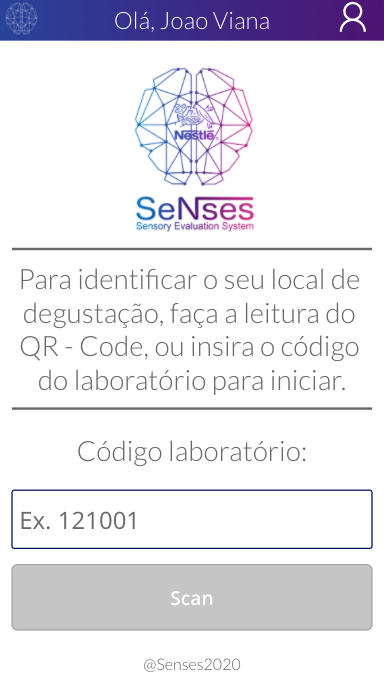 Olá, Joao Viana
Nestlé
SeNses
Sensory Evaluation System
Para identificar o seu local de
degustação, faça a leitura do
QR - Code, ou insira o código
do laboratório para iniciar.
Código laboratório:
Ex. 121001
Scan
@Senses2020